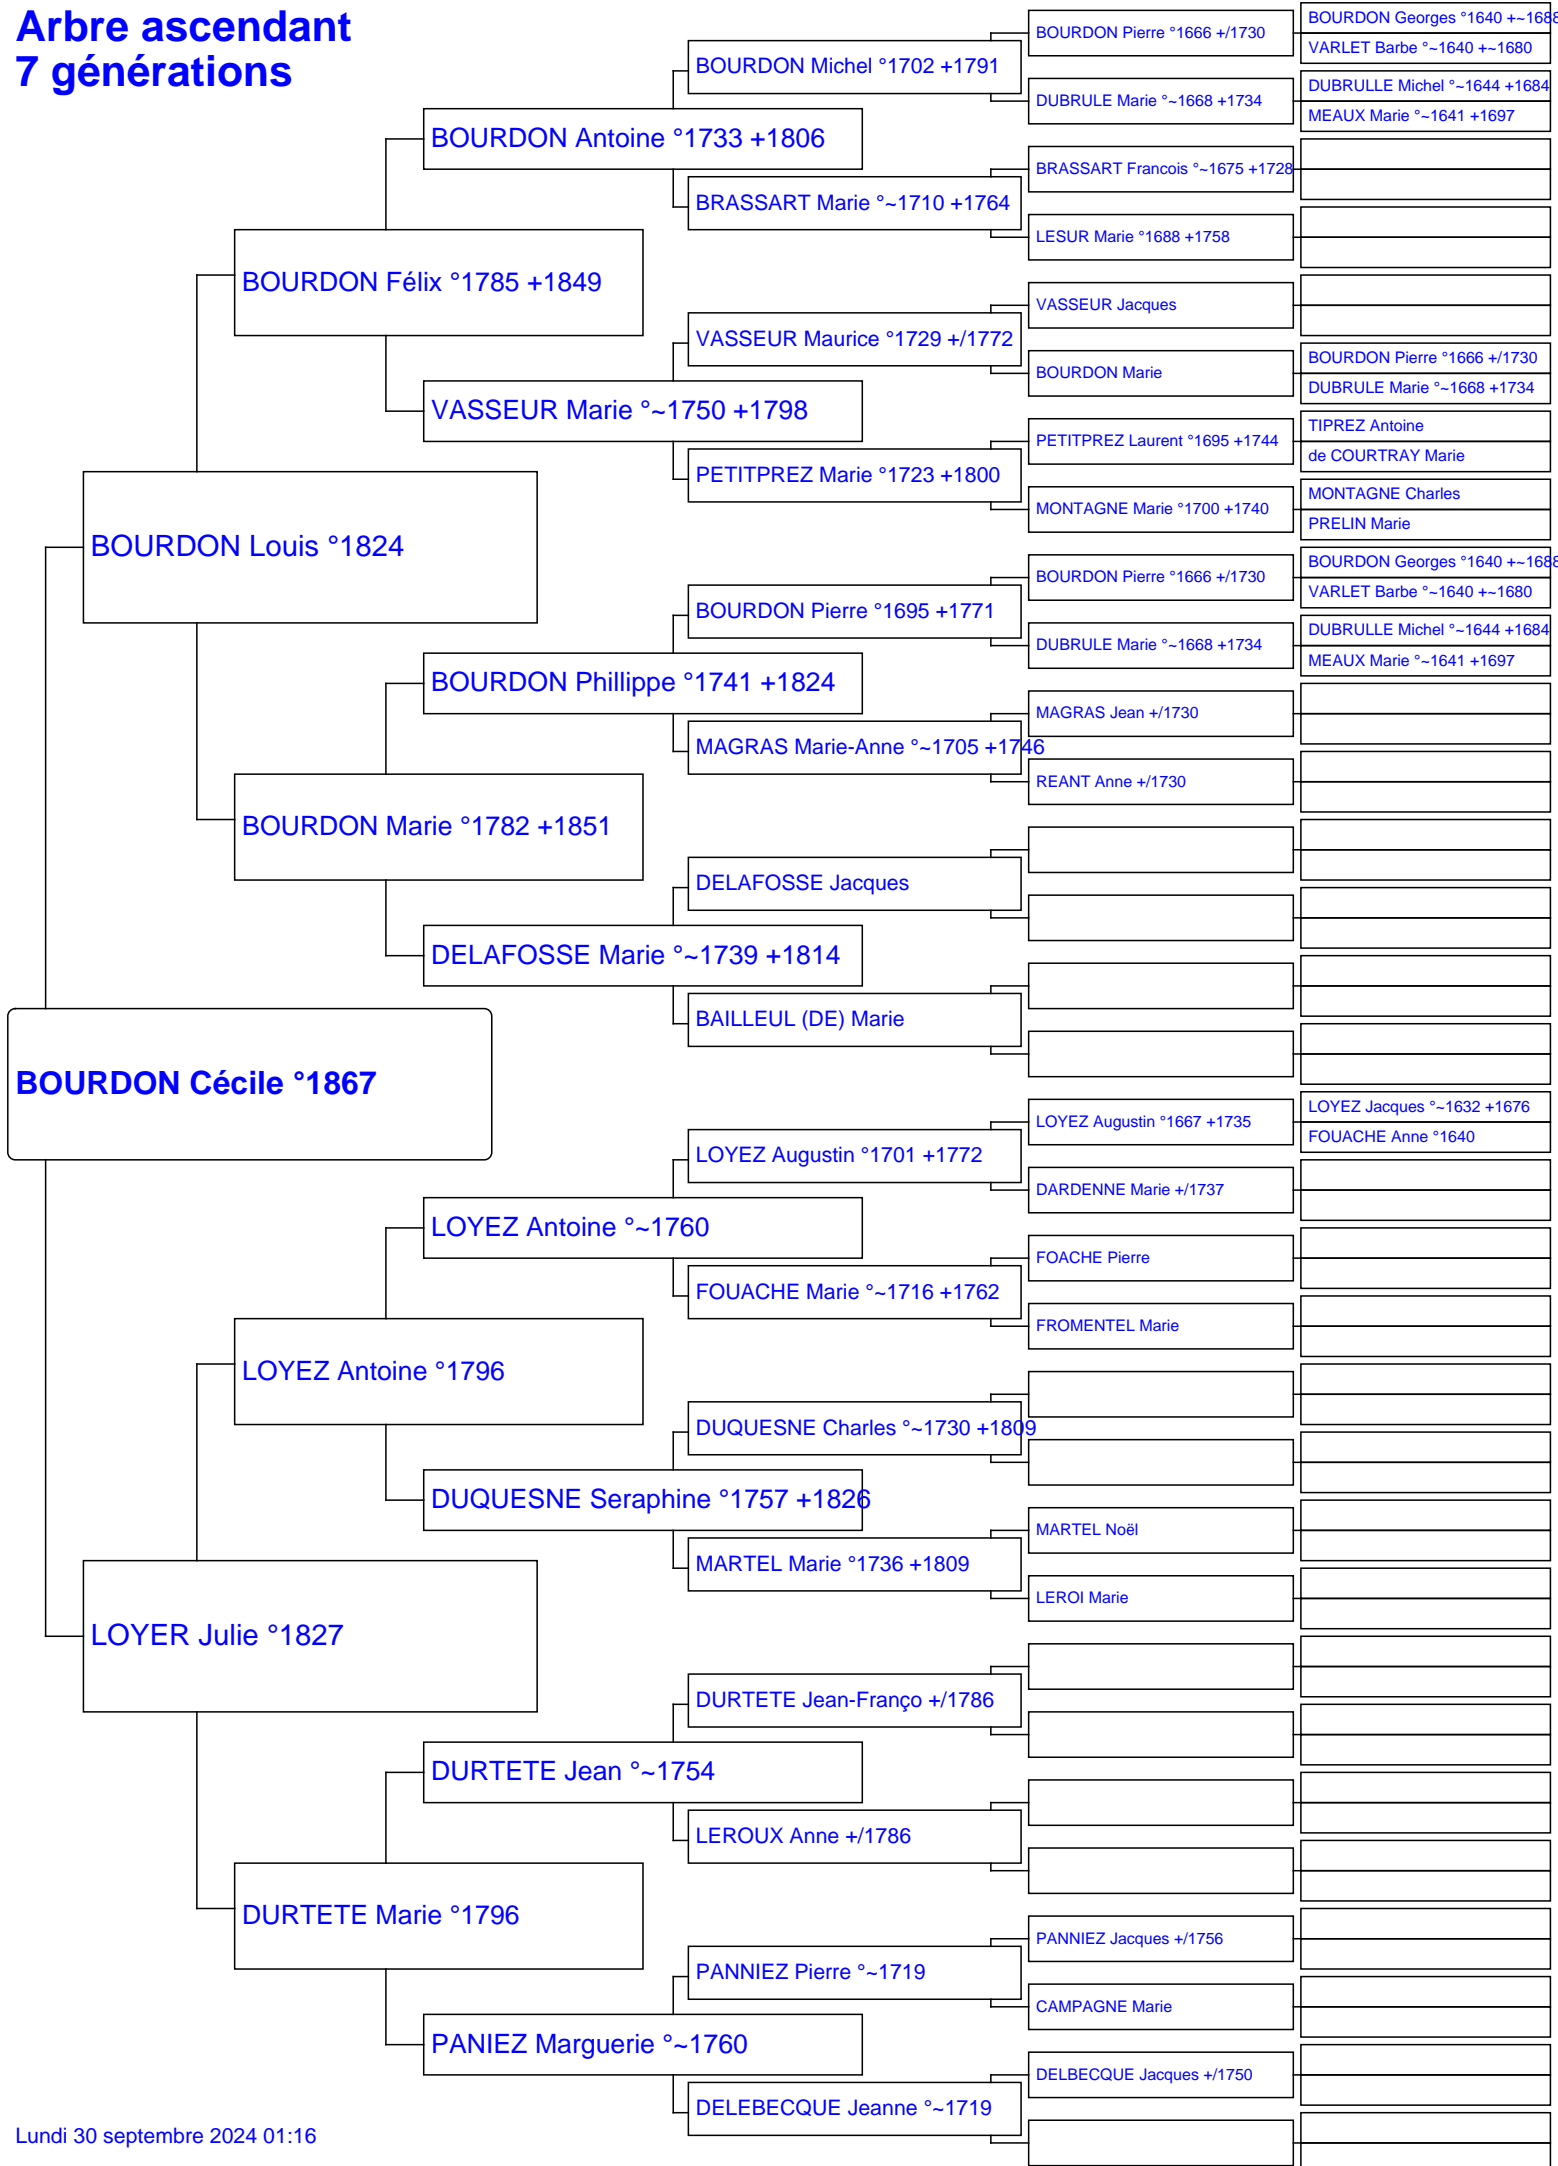 Arbre ascendant
7 générations
BOURDON Cécile °1867
BOURDON Louis °1824
LOYER Julie °1827
BOURDON Félix °1785 +1849
BOURDON Marie °1782 +1851
LOYEZ Antoine °1796
DURTETE Marie °1796
BOURDON Antoine °1733 +1806
VASSEUR Marie °~1750 +1798
BOURDON Phillippe °1741 +1824
DELAFOSSE Marie °~1739 +1814
LOYEZ Antoine °~1760
DUQUESNE Seraphine °1757 +1826
DURTETE Jean °~1754
PANIEZ Marguerie °~1760
BOURDON Michel °1702 +1791
BRASSART Marie °~1710 +1764
VASSEUR Maurice °1729 +/1772
PETITPREZ Marie °1723 +1800
BOURDON Pierre °1695 +1771
MAGRAS Marie-Anne °~1705 +1746
DELAFOSSE Jacques
BAILLEUL (DE) Marie
LOYEZ Augustin °1701 +1772
FOUACHE Marie °~1716 +1762
DUQUESNE Charles °~1730 +1809
MARTEL Marie °1736 +1809
DURTETE Jean-Franço +/1786
LEROUX Anne +/1786
PANNIEZ Pierre °~1719
DELEBECQUE Jeanne °~1719
BOURDON Pierre °1666 +/1730
DUBRULE Marie °~1668 +1734
BRASSART Francois °~1675 +1728
LESUR Marie °1688 +1758
VASSEUR Jacques
BOURDON Marie
PETITPREZ Laurent °1695 +1744
MONTAGNE Marie °1700 +1740
BOURDON Pierre °1666 +/1730
DUBRULE Marie °~1668 +1734
MAGRAS Jean +/1730
REANT Anne +/1730
LOYEZ Augustin °1667 +1735
DARDENNE Marie +/1737
FOACHE Pierre
FROMENTEL Marie
MARTEL Noël
LEROI Marie
PANNIEZ Jacques +/1756
CAMPAGNE Marie
DELBECQUE Jacques +/1750
BOURDON Georges °1640 +~1688
VARLET Barbe °~1640 +~1680
DUBRULLE Michel °~1644 +1684
MEAUX Marie °~1641 +1697
BOURDON Pierre °1666 +/1730
DUBRULE Marie °~1668 +1734
TIPREZ Antoine
de COURTRAY Marie
MONTAGNE Charles
PRELIN Marie
BOURDON Georges °1640 +~1688
VARLET Barbe °~1640 +~1680
DUBRULLE Michel °~1644 +1684
MEAUX Marie °~1641 +1697
LOYEZ Jacques °~1632 +1676
FOUACHE Anne °1640
Lundi 30 septembre 2024 01:16